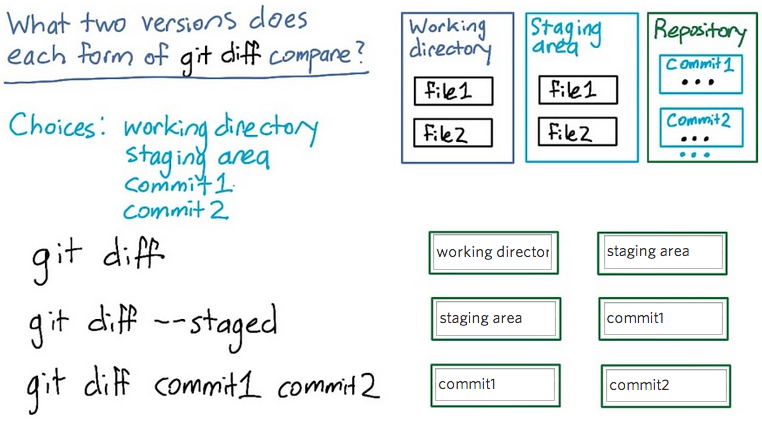 What two versions does
each form of git diff compare?
Choices: working directory
staging area
commit1
commit2
Working
directory
file1
file2
Staging
area
file1
file2
Repository
Commit1
...
Commit2
...
...
git diff
working director
staging area
git diff --staged
staging area
commit1
git diff commit1 commit2
commit1
commit2